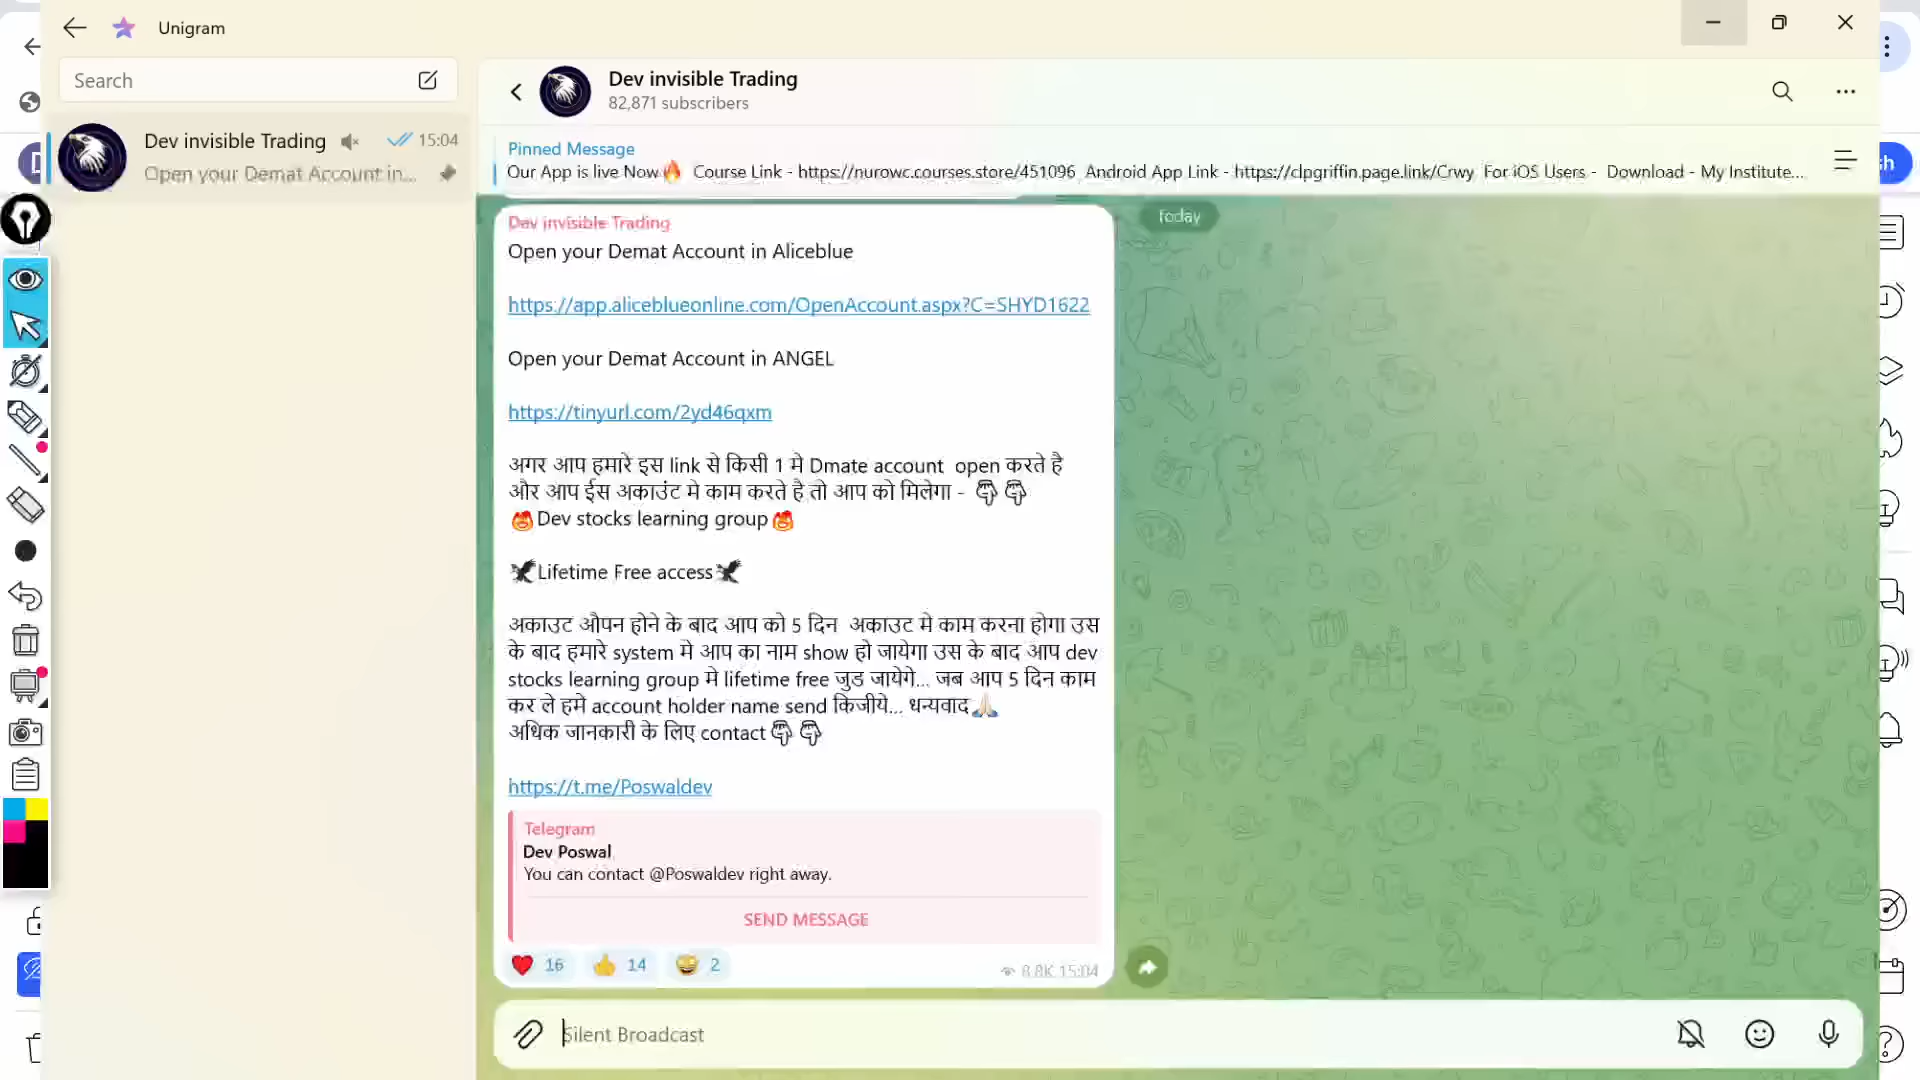 Unigram
Search
Dev invisible Trading 15:04
Open your Demat Account in...
Dev invisible Trading
82,871 subscribers
Pinned Message
Our App is live Now🔥 Course Link - https://nurowc.courses.store/451096 Android App Link - https://clpgriffin.page.link/Crwy For iOS Users - Download - My Institute...
Today
Dev invisible Trading
Open your Demat Account in Aliceblue
https://app.aliceblueonline.com/OpenAccount.aspx?C=SHYD1622
Open your Demat Account in ANGEL
https://tinyurl.com/2yd46qxm
अगर आप हमारे इस link से किसी 1 मे Dmate account open करते है
और आप ईस अकाउंट मे काम करते है तो आप को मिलेगा - 👇👇
Dev stocks learning group
Lifetime Free access
अकाउट औपन होने के बाद आप को 5 दिन अकाउट मे काम करना होगा उस
के बाद हमारे system मे आप का नाम show हो जायेगा उस के बाद आप dev
stocks learning group मे lifetime free जुड जायेगे... जब आप 5 दिन काम
कर ले हमे account holder name send किजीये... धन्यवाद🙏🏻
अधिक जानकारी के लिए contact👇👇
https://t.me/Poswaldev
Telegram
Dev Poswal
You can contact @Poswaldev right away.
SEND MESSAGE
❤️ 16 👍 14 😂 2
8.8K 15:04
Silent Broadcast